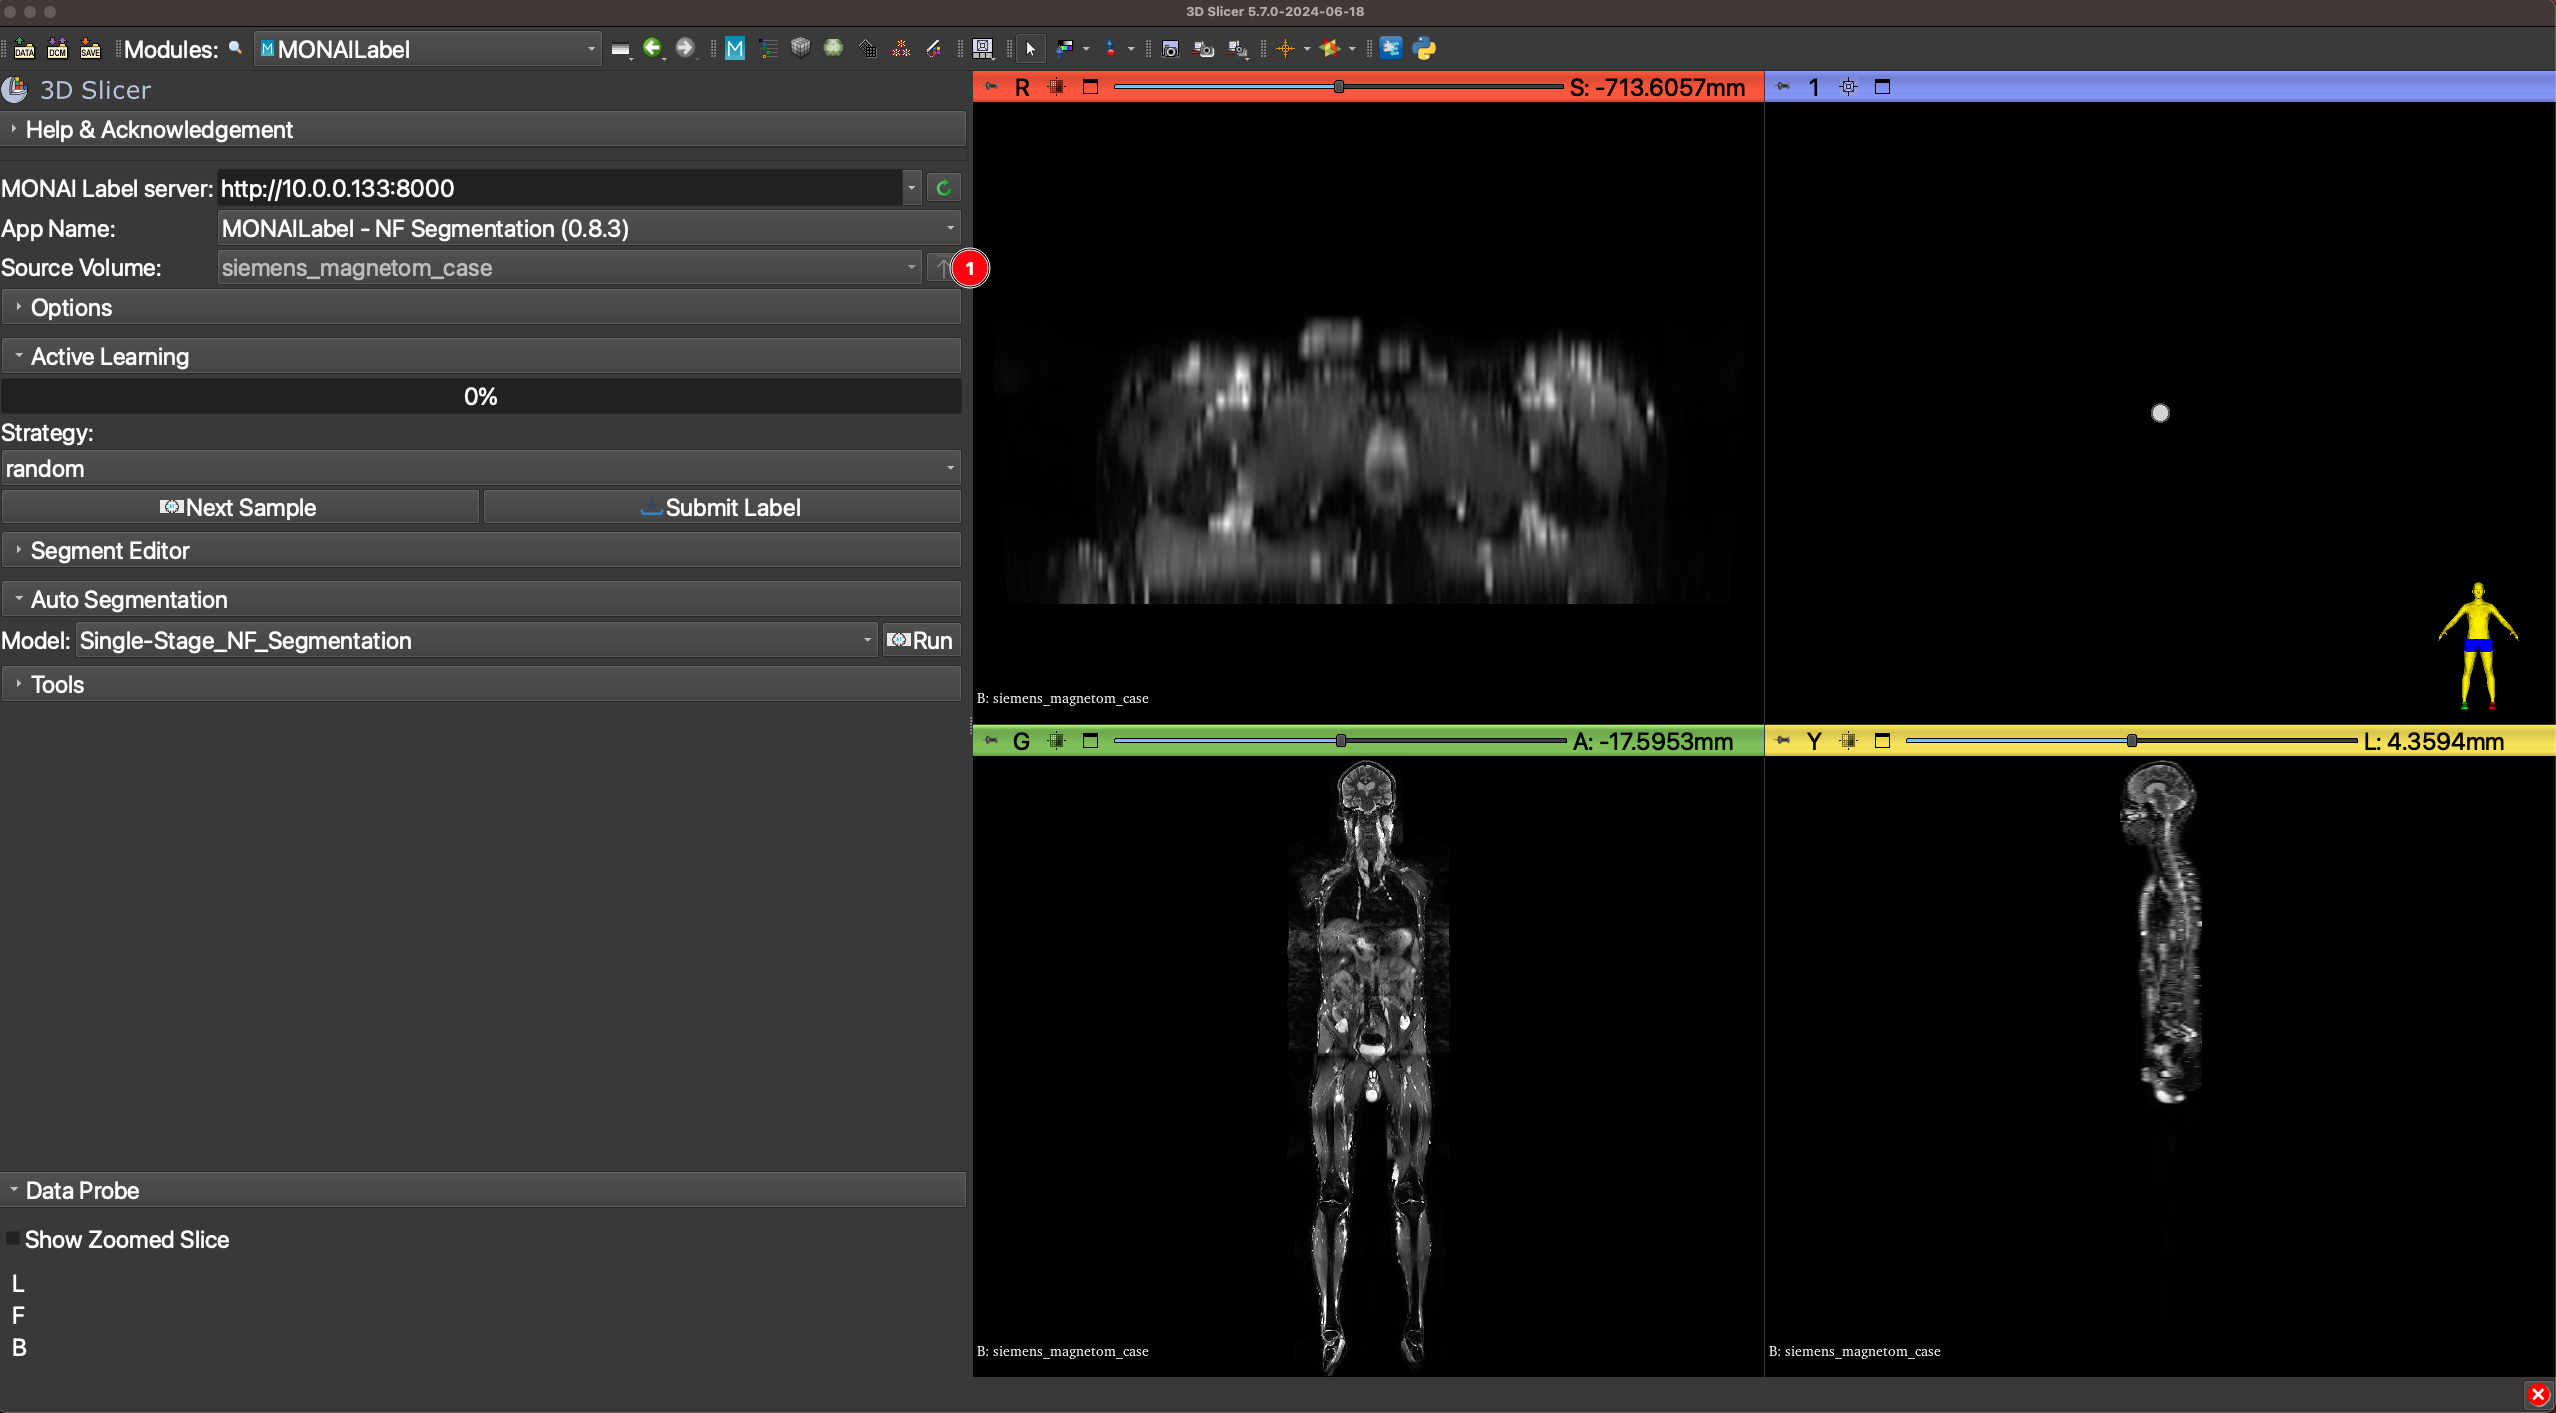 3D Slicer 5.7.0-2024-06-18
DATA DCM SAVE Modules: M MONAILabel M
3D Slicer
Help & Acknowledgement
MONAI Label server: http://10.0.0.133:8000
App Name: MONAILabel - NF Segmentation (0.8.3)
Source Volume: siemens_magnetom_case 1
Options
Active Learning
0%
Strategy:
random
Next Sample Submit Label
Segment Editor
Auto Segmentation
Model: Single-Stage_NF_Segmentation Run
Tools
Data Probe
Show Zoomed Slice
L
F
B
R S: -713.6057mm
B: siemens_magnetom_case
1
G A: -17.5953mm
B: siemens_magnetom_case
Y L: 4.3594mm
B: siemens_magnetom_case